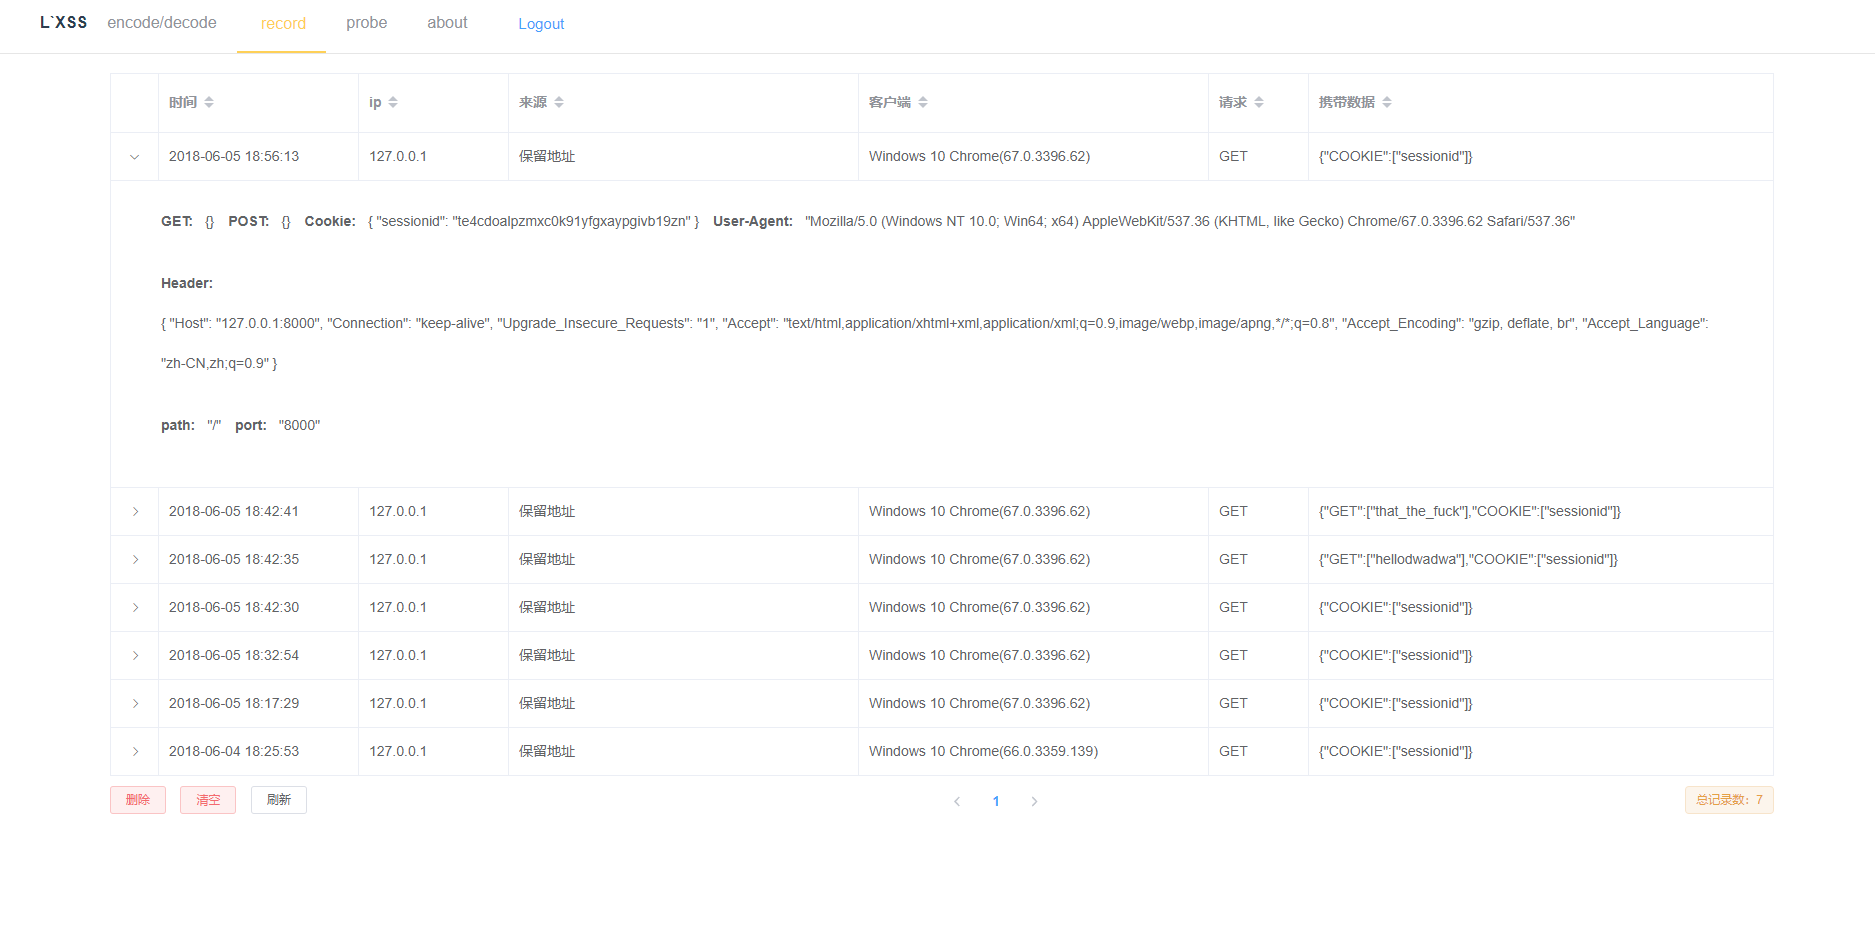 L`XSS encode/decode record probe about Logout
时间 ip 来源 客户端 请求 携带数据
2018-06-05 18:56:13 127.0.0.1 保留地址 Windows 10 Chrome(67.0.3396.62) GET {"COOKIE":["sessionid"]}
GET: {} POST: {} Cookie: { "sessionid": "te4cdoalpzmxc0k91yfgxaypgivb19zn" } User-Agent: "Mozilla/5.0 (Windows NT 10.0; Win64; x64) AppleWebKit/537.36 (KHTML, like Gecko) Chrome/67.0.3396.62 Safari/537.36"
Header:
{ "Host": "127.0.0.1:8000", "Connection": "keep-alive", "Upgrade_Insecure_Requests": "1", "Accept": "text/html,application/xhtml+xml,application/xml;q=0.9,image/webp,image/apng,*/*;q=0.8", "Accept_Encoding": "gzip, deflate, br", "Accept_Language":
"zh-CN,zh;q=0.9" }
path: "/" port: "8000"
2018-06-05 18:42:41 127.0.0.1 保留地址 Windows 10 Chrome(67.0.3396.62) GET {"GET":["that_the_fuck"],"COOKIE":["sessionid"]}
2018-06-05 18:42:35 127.0.0.1 保留地址 Windows 10 Chrome(67.0.3396.62) GET {"GET":["hellodwadwa"],"COOKIE":["sessionid"]}
2018-06-05 18:42:30 127.0.0.1 保留地址 Windows 10 Chrome(67.0.3396.62) GET {"COOKIE":["sessionid"]}
2018-06-05 18:32:54 127.0.0.1 保留地址 Windows 10 Chrome(67.0.3396.62) GET {"COOKIE":["sessionid"]}
2018-06-05 18:17:29 127.0.0.1 保留地址 Windows 10 Chrome(67.0.3396.62) GET {"COOKIE":["sessionid"]}
2018-06-04 18:25:53 127.0.0.1 保留地址 Windows 10 Chrome(66.0.3359.139) GET {"COOKIE":["sessionid"]}
删除 清空 刷新 1 总记录数：7